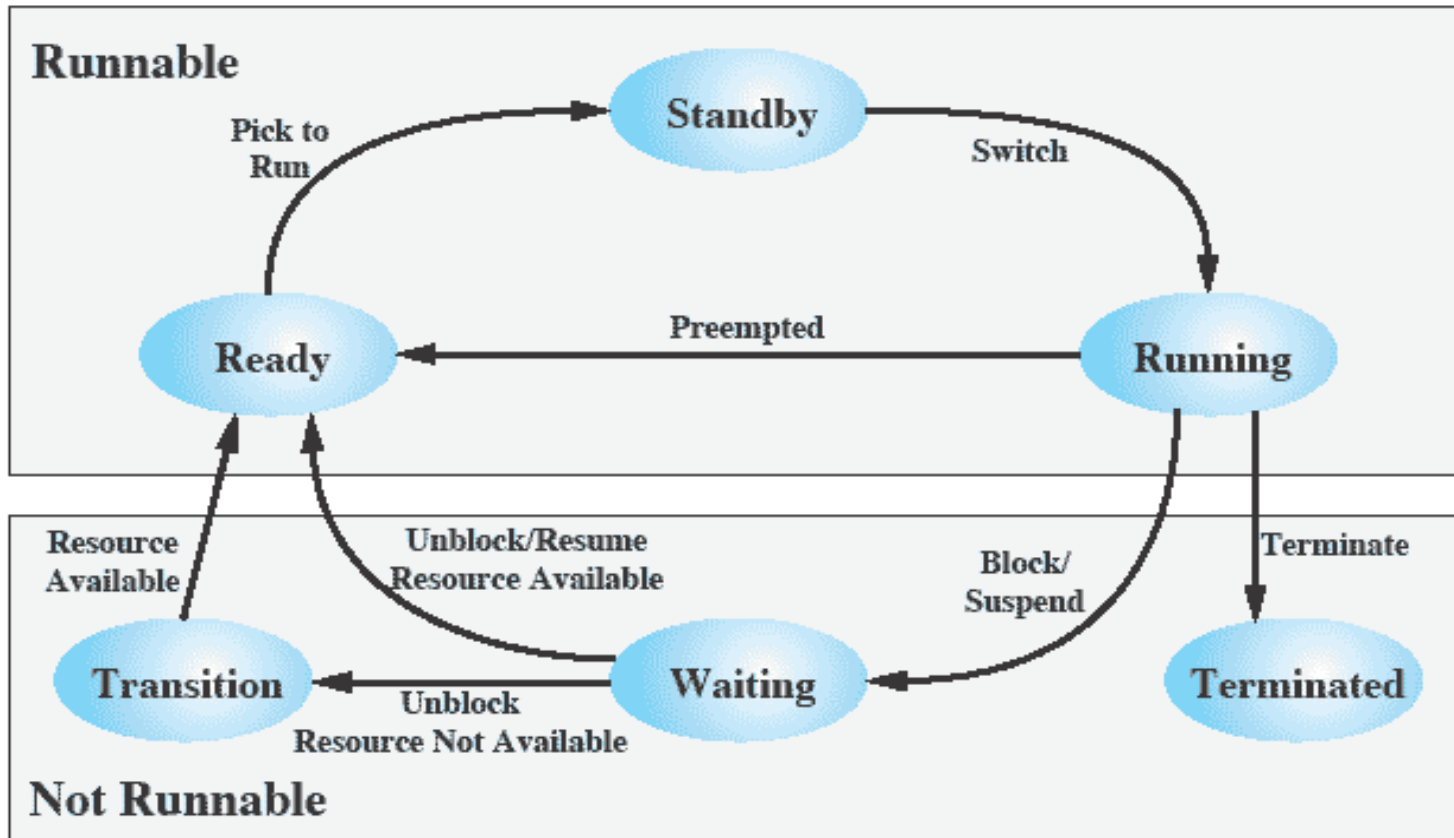 Runnable
Standby
Pick to
Run
Switch
Preempted
Ready
Running
Resource
Available
Unblock/Resume
Resource Available
Block/
Suspend
Terminate
Transition
Waiting
Terminated
Unblock
Resource Not Available
Not Runnable